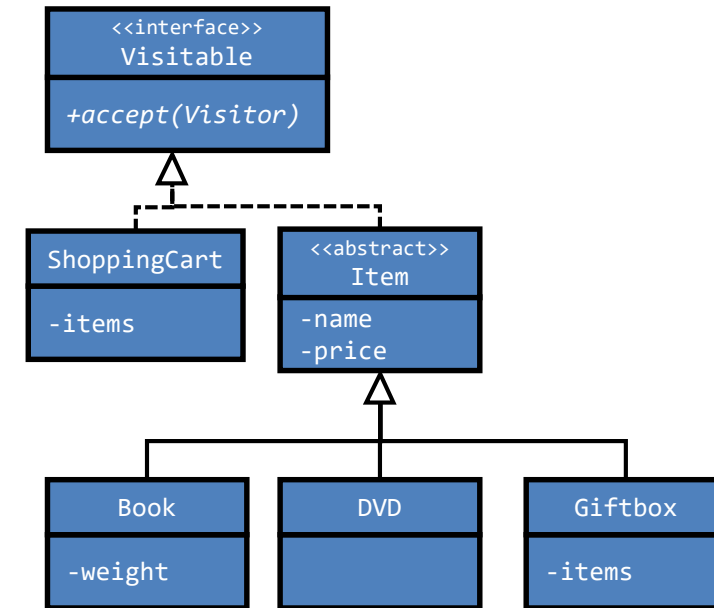 <<interface>>
Visitable
+accept(Visitor)
ShoppingCart
-items
<<abstract>>
Item
-name
-price
Book
-weight
DVD
Giftbox
-items